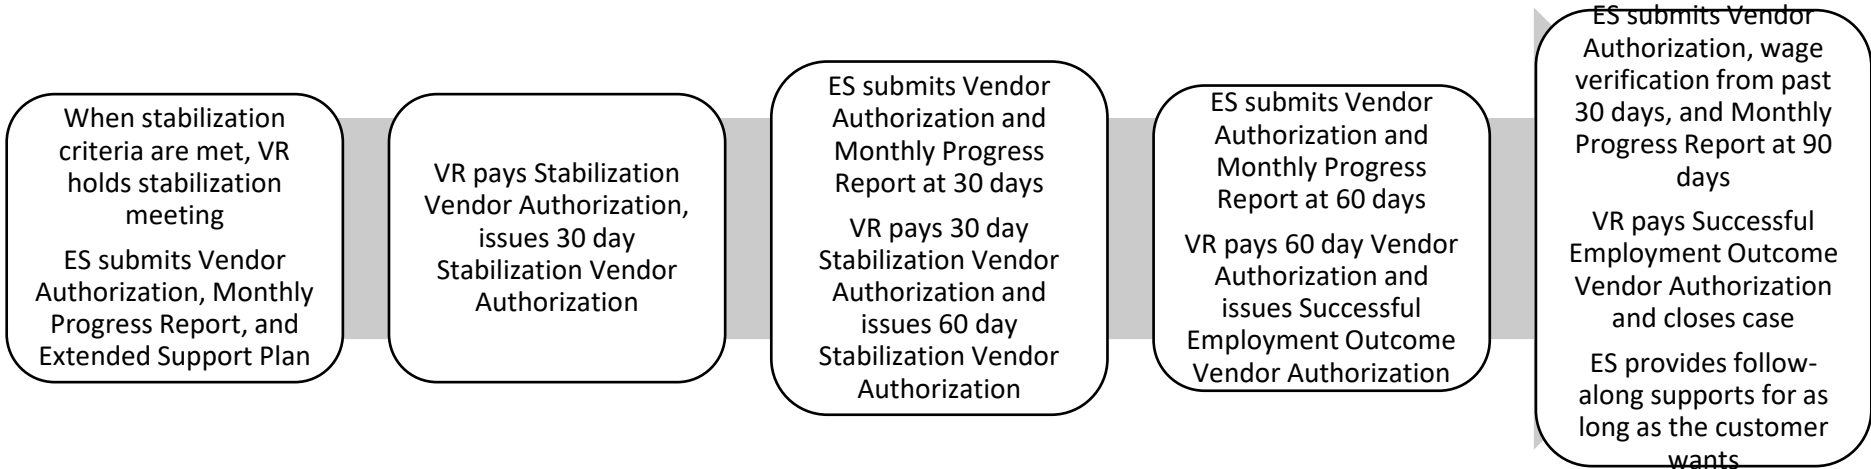 When stabilization
criteria are met, VR
holds stabilization
meeting
ES submits Vendor
Authorization, Monthly
Progress Report, and
Extended Support Plan
VR pays Stabilization
Vendor Authorization,
issues 30 day
Stabilization Vendor
Authorization
ES submits Vendor
Authorization and
Monthly Progress
Report at 30 days
VR pays 30 day
Stabilization Vendor
Authorization and
issues 60 day
Stabilization Vendor
Authorization
ES submits Vendor
Authorization and
Monthly Progress
Report at 60 days
VR pays 60 day Vendor
Authorization and
issues Successful
Employment Outcome
Vendor Authorization
ES submits Vendor
Authorization, wage
verification from past
30 days, and Monthly
Progress Report at 90
days
VR pays Successful
Employment Outcome
Vendor Authorization
and closes case
ES provides follow-
along supports for as
long as the customer
wants